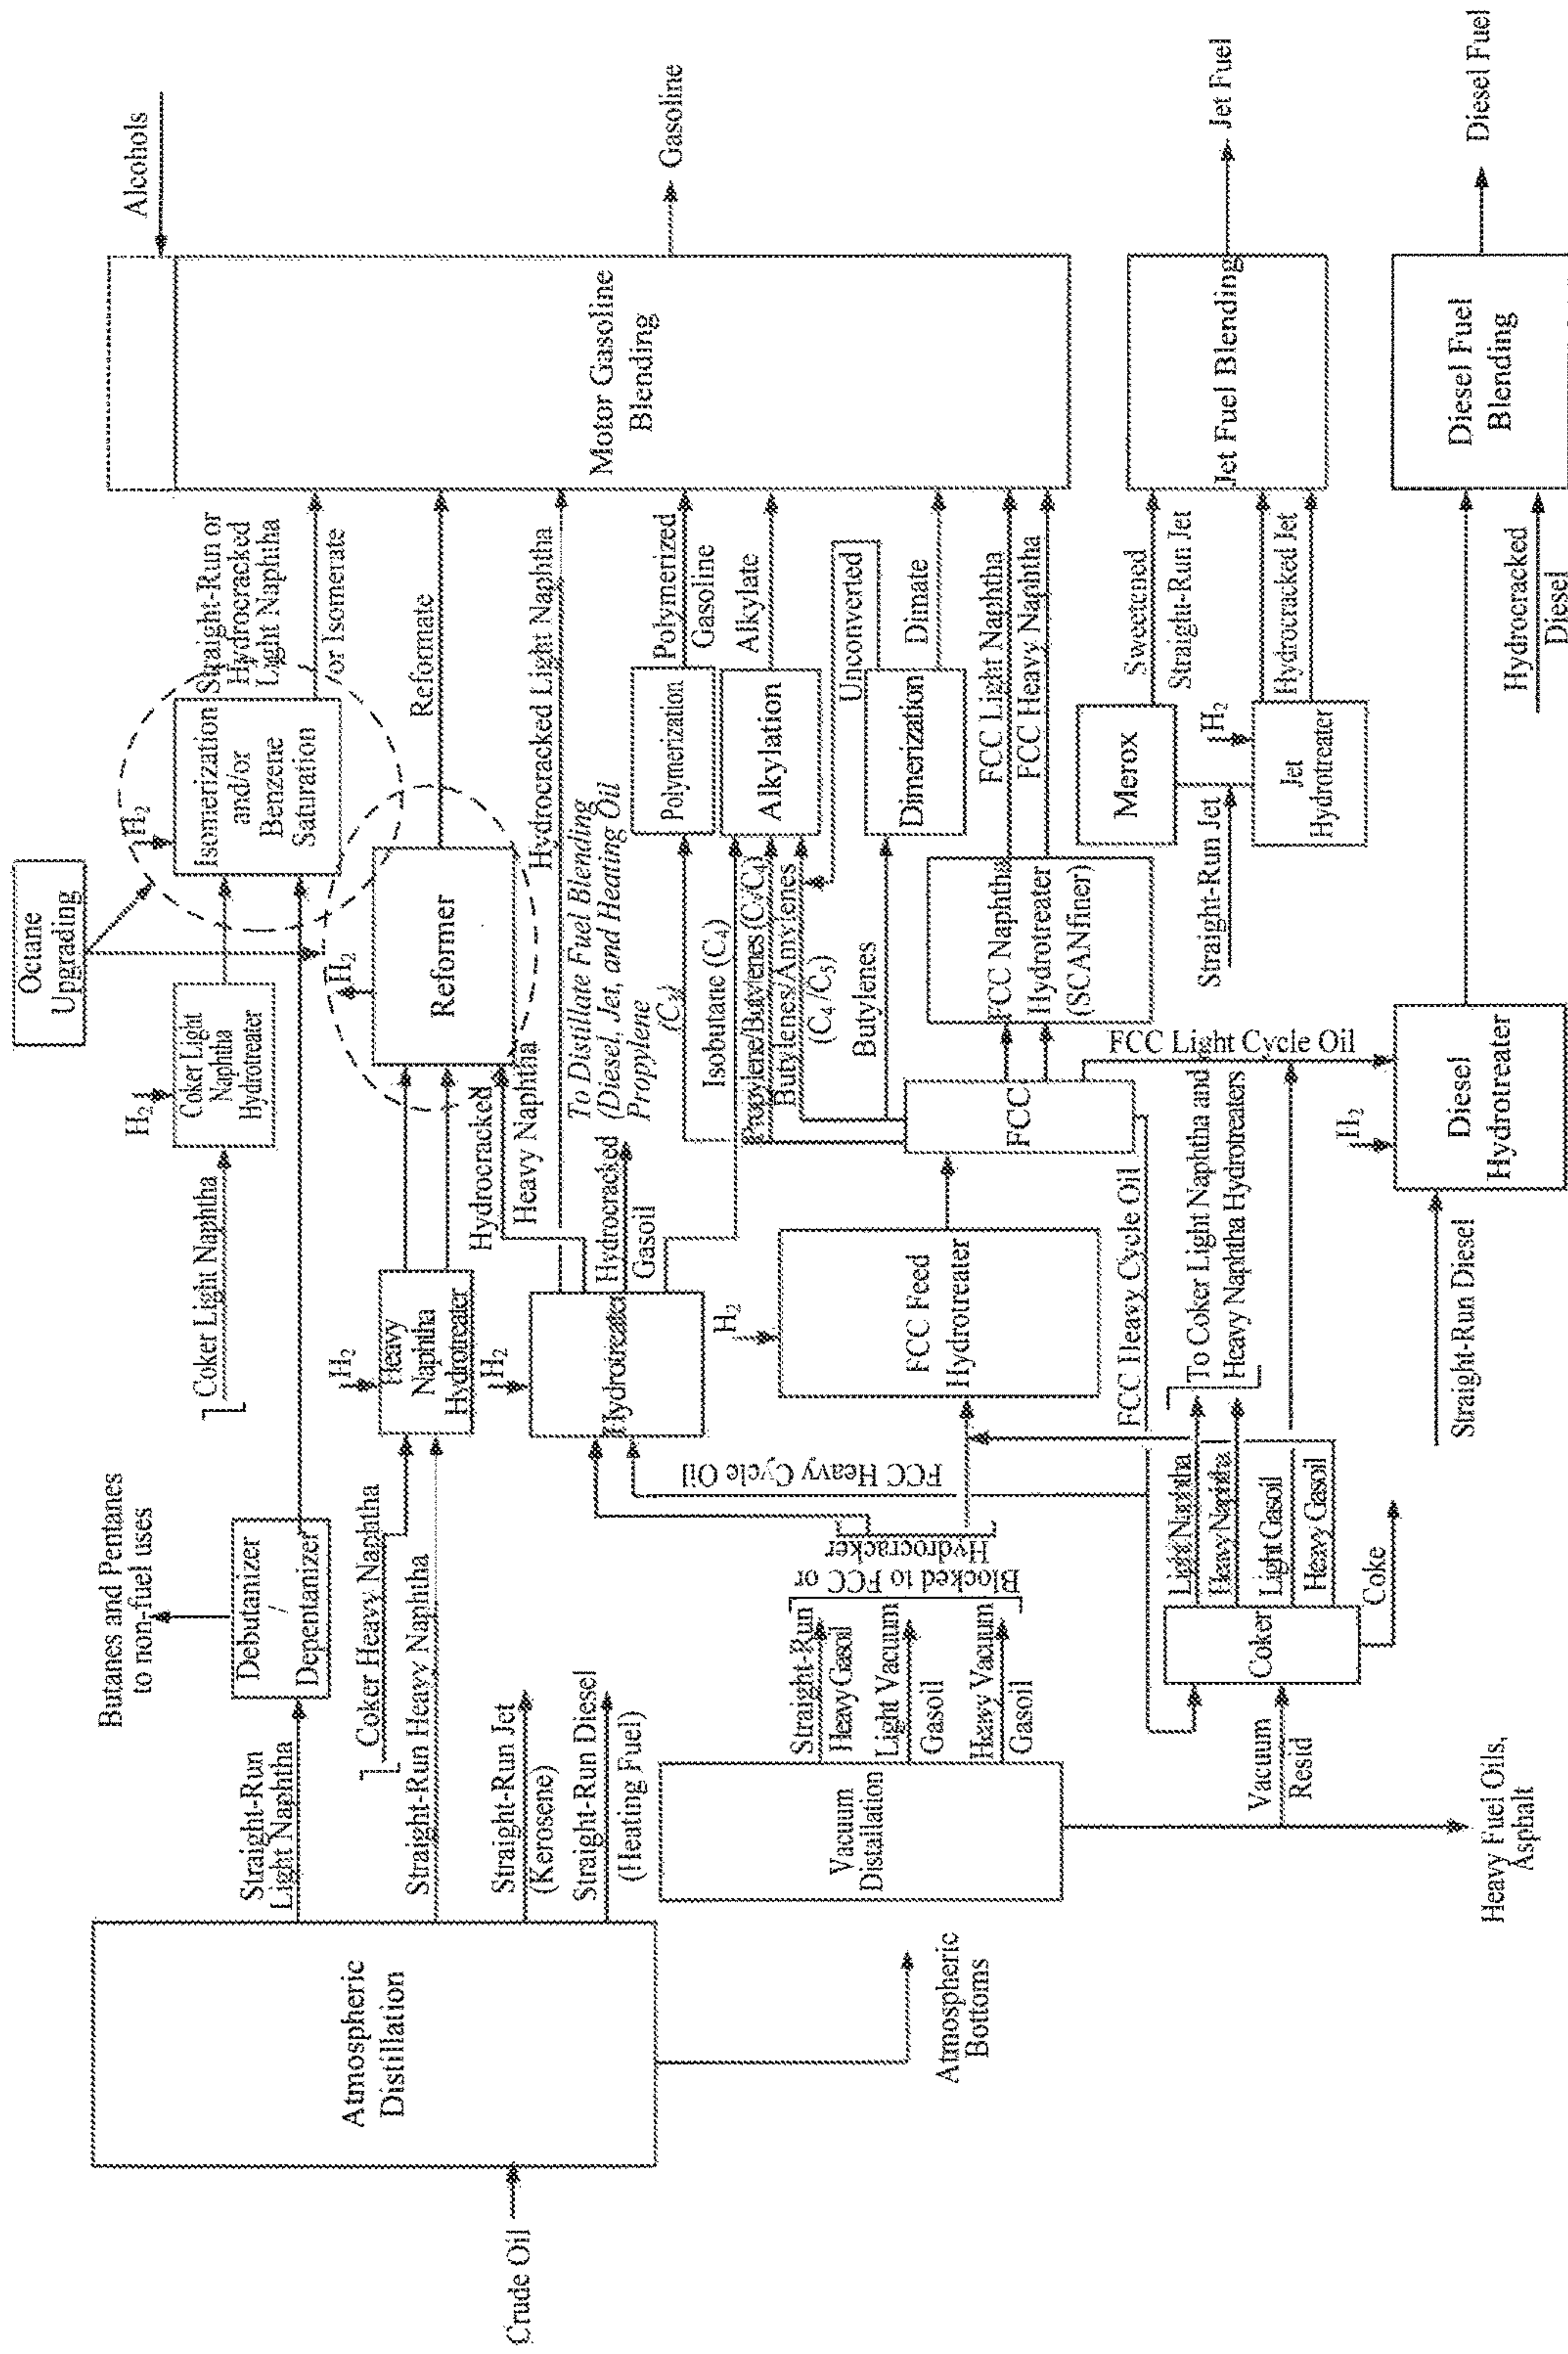 Crude Oil
Atmospheric
Distillation
Atmospheric
Bottoms
Straight-Run
Light Naphtha
Straight-Run Heavy Naphtha
Straight-Run Jet
(Kerosene)
Straight-Run Diesel
(Heating Fuel)
Butanes and Pentanes
to non-fuel uses
Debutanizer
/
Depentanizer
Coker Heavy Naphtha
Vacuum
Distallation
Straight-Run
Heavy Gasoil
Light Vacuum
Gasoil
Heavy Vacuum
Gasoil
Blocked to FCC or
Hydrocracker
Vacuum
Resid
Heavy Fuel Oils,
Asphalt
Coker
Coke
Light Naphtha
Heavy Naphtha
Light Gasoil
Heavy Gasoil
To Coker Light Naphtha and
Heavy Naphtha Hydrotreaters
FCC Heavy Cycle Oil
FCC Heavy Cycle Oil
Coker Light Naphtha
H2
Coker Light
Naphtha
Hydrotreater
H2
Heavy
Naphtha
Hydrotreater
H2
Hydrotreater
Hydrocracked
Heavy Naphtha
Hydrocracked
Gasoil
To Distillate Fuel Blending
(Diesel, Jet, and Heating Oil
H2
FCC Feed
Hydrotreater
FCC
Propylene
(C3)
Isobutane (C4)
Propylene/Butylenes (C3/C4)
Butylenes/Amylenes
(C4/C5)
Butylenes
FCC Light Cycle Oil
Straight-Run Diesel
H2
Diesel
Hydrotreater
Octane
Upgrading
H2
Isomerization
and/or
Benzene
Saturation
H2
Reformer
Straight-Run or
Hydrocracked
Light Naphtha
/or Isomerate
Reformate
Hydrocracked Light Naphtha
Polymerization
Polymerized
Gasoline
Alkylation
Alkylate
Unconverted
Dimerization
Dimate
FCC Naphtha
Hydrotreater
(SCANfiner)
FCC Light Naphtha
FCC Heavy Naphtha
Merox
Sweetened
Straight-Run Jet
Straight-Run Jet
H2
Jet
Hydrotreater
Hydrocracked Jet
Hydrocracked
Diesel
Alcohols
Motor Gasoline
Blending
Gasoline
Jet Fuel Blending
Jet Fuel
Diesel Fuel
Blending
Diesel Fuel